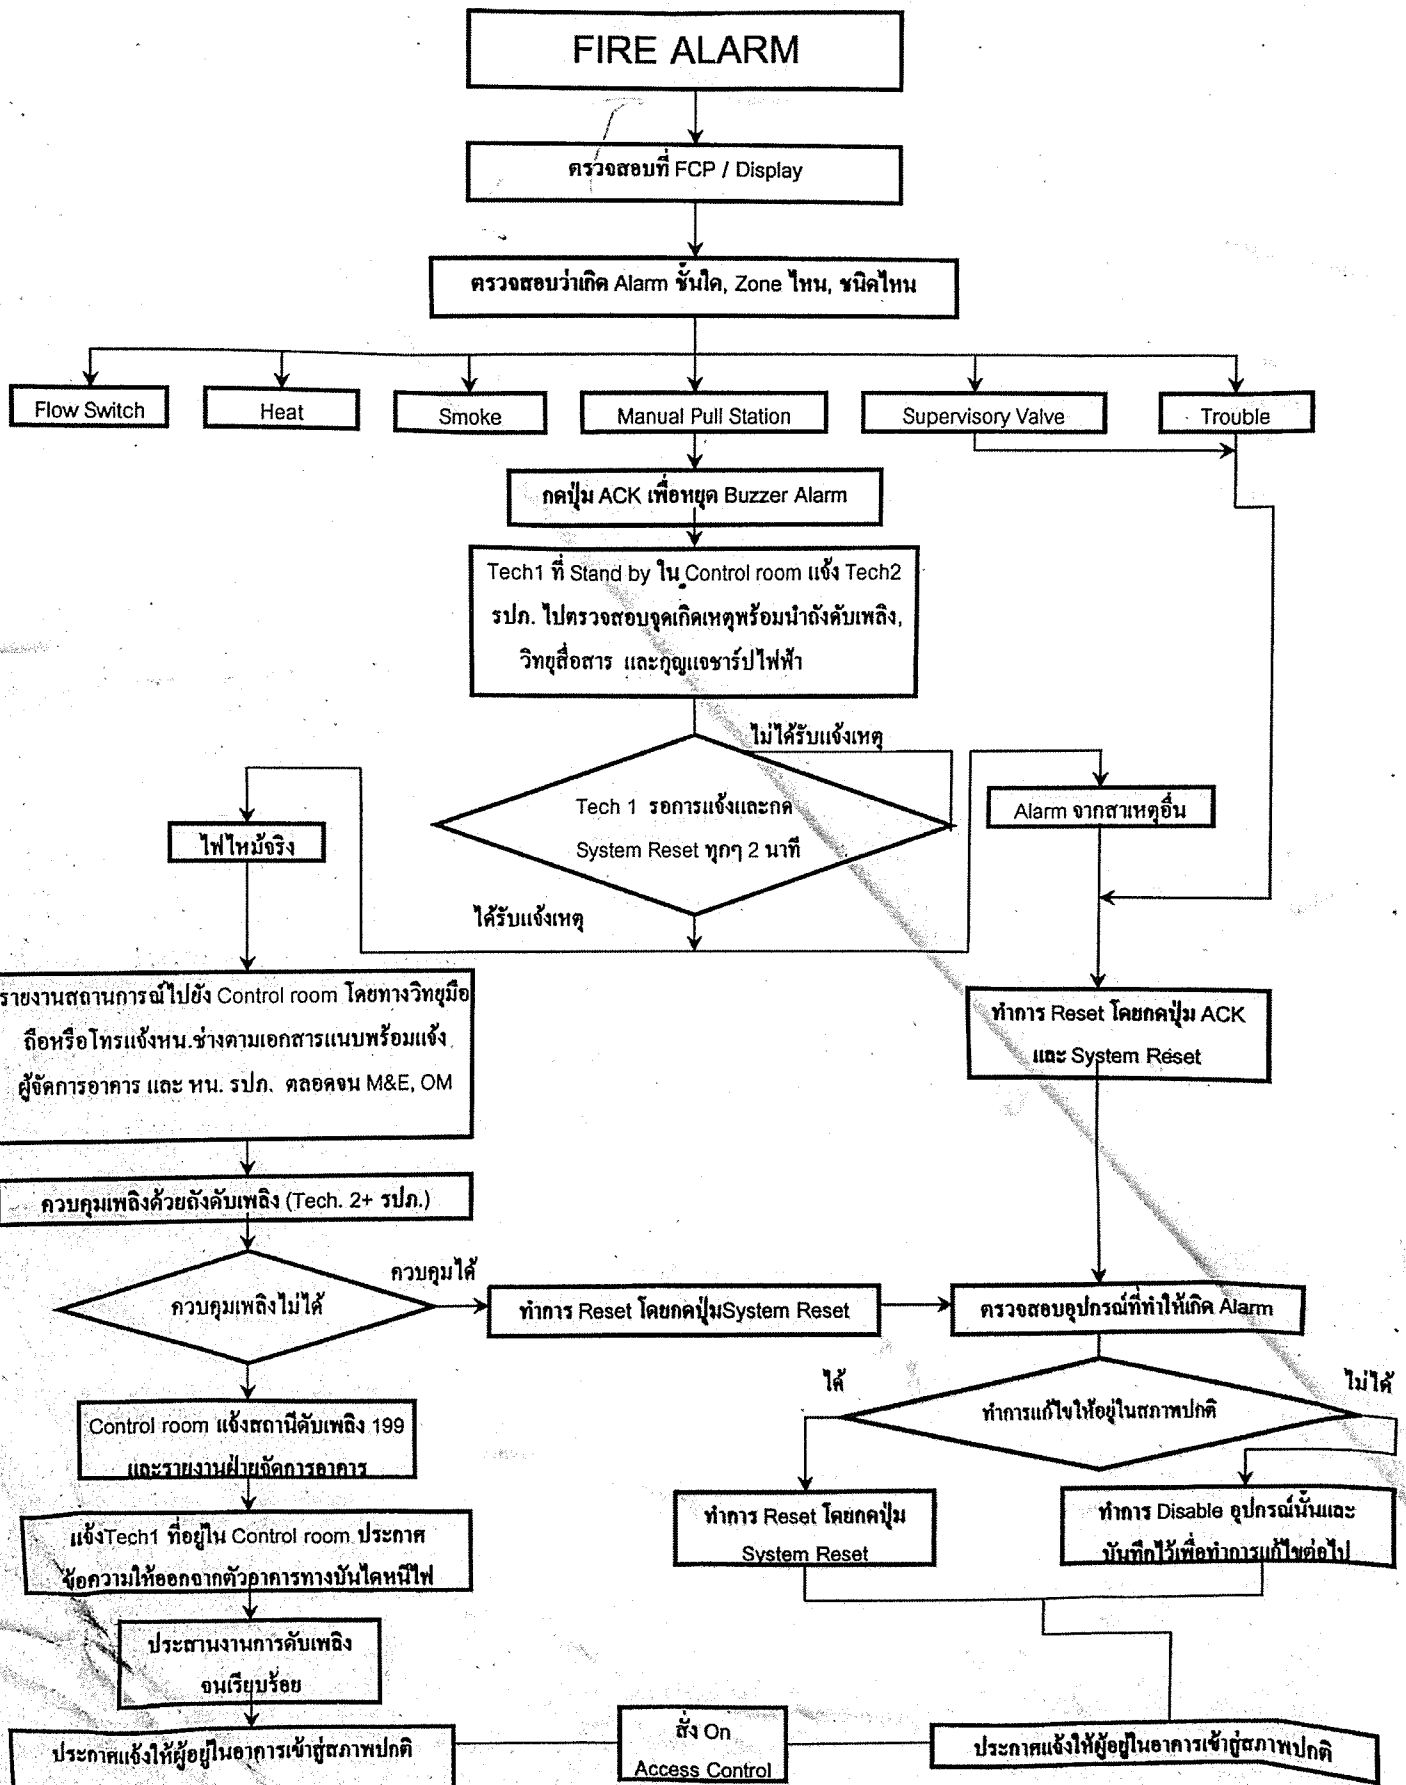 FIRE ALARM
ตรวจสอบที่ FCP / Display
ตรวจสอบว่าเกิด Alarm ชั้นใด, Zone ไหน, ชนิดไหน
Flow Switch
Heat
Smoke
Manual Pull Station
Supervisory Valve
Trouble
กดปุ่ม ACK เพื่อหยุด Buzzer Alarm
Tech1 ที่ Stand by ใน Control room แจ้ง Tech2
รปภ. ไปตรวจสอบจุดเกิดเหตุพร้อมนำถังดับเพลิง,
วิทยุสื่อสาร และกุญแจชาร์ปไฟฟ้า
ไม่ได้รับแจ้งเหตุ
Tech 1 รอการแจ้งและกด
System Reset ทุกๆ 2 นาที
Alarm จากสาเหตุอื่น
ไฟไหม้จริง
ได้รับแจ้งเหตุ
รายงานสถานการณ์ไปยัง Control room โดยทางวิทยุมือ
ถือหรือโทรแจ้งหน.ช่างตามเอกสารแนบพร้อมแจ้ง
ผู้จัดการอาคาร และ หน. รปภ. ตลอดจน M&E, OM
ทำการ Reset โดยกดปุ่ม ACK
และ System Reset
ควบคุมเพลิงด้วยถังดับเพลิง (Tech. 2+ รปภ.)
ควบคุมเพลิงไม่ได้
ควบคุมได้
ทำการ Reset โดยกดปุ่มSystem Reset
ตรวจสอบอุปกรณ์ที่ทำให้เกิด Alarm
ได้
ทำการแก้ไขให้อยู่ในสภาพปกติ
ไม่ได้
Control room แจ้งสถานีดับเพลิง 199
และรายงานฝ่ายจัดการอาคาร
ทำการ Reset โดยกดปุ่ม
System Reset
ทำการ Disable อุปกรณ์นั้นและ
บันทึกไว้เพื่อทำการแก้ไขต่อไป
แจ้งTech1 ที่อยู่ใน Control room ประกาศ
ข้อความให้ออกจากตัวอาคารทางบันไดหนีไฟ
ประสานงานการดับเพลิง
จนเรียบร้อย
ประกาศแจ้งให้ผู้อยู่ในอาคารเข้าสู่สภาพปกติ
สั่ง On
Access Control
ประกาศแจ้งให้ผู้อยู่ในอาคารเข้าสู่สภาพปกติ